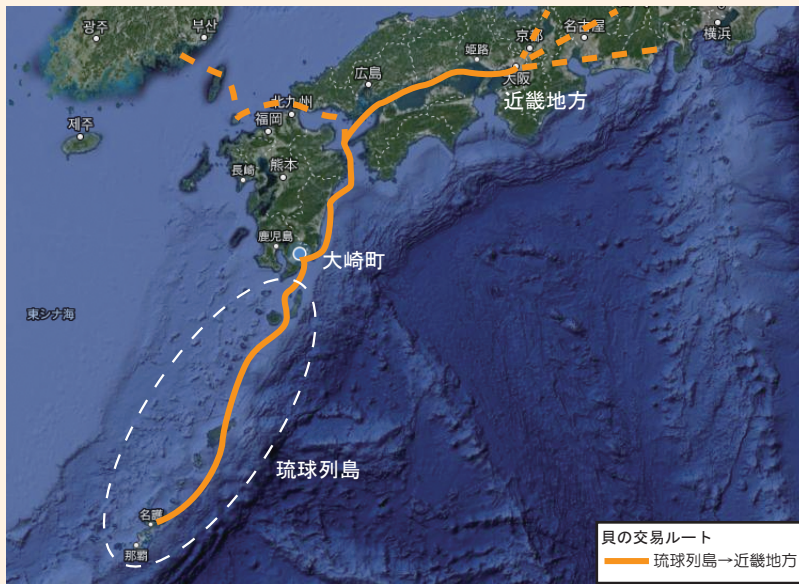 광주
부산
京都
名古屋
横浜
姫路
大阪
広島
近畿地方
北九州
福岡
제주
熊本
長崎
鹿児島
大崎町
東シナ海
琉球列島
名護
那覇
貝の交易ルート
琉球列島→近畿地方